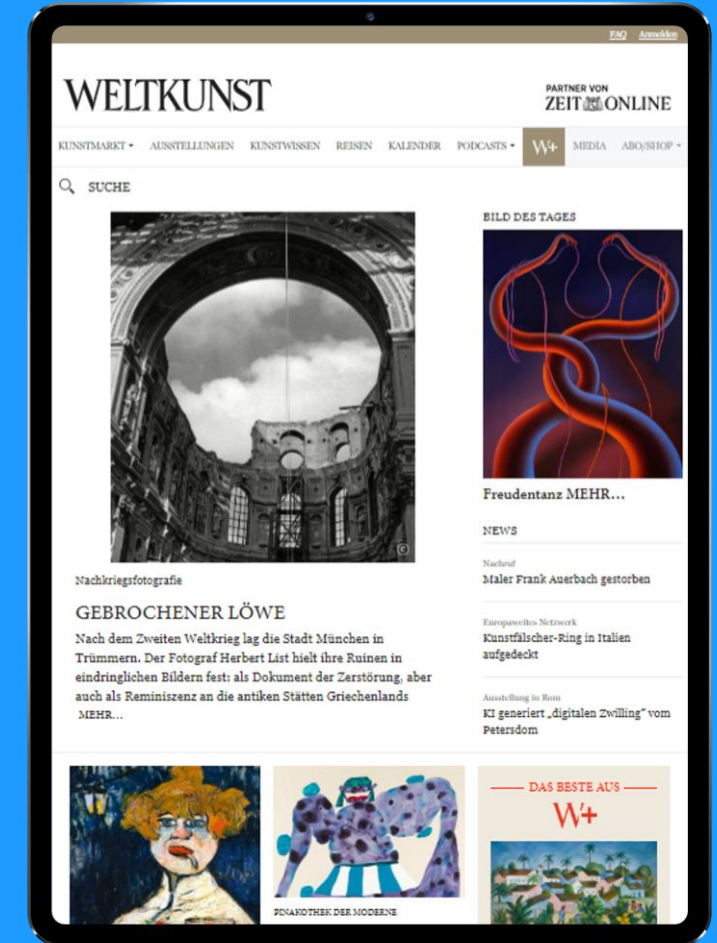 FAQ Anmelden
WELTKUNST
PARTNER VON
ZEIT ONLINE
KUNSTMARKT AUSSTELLUNGEN KUNSTWISSEN REISEN KALENDER PODCASTS W+ MEDIA ABO/SHOP
SUCHE
©
Nachkriegsfotografie
GEBROCHENER LÖWE
Nach dem Zweiten Weltkrieg lag die Stadt München in
Trümmern. Der Fotograf Herbert List hielt ihre Ruinen in
eindringlichen Bildern fest: als Dokument der Zerstörung, aber
auch als Reminiszenz an die antiken Stätten Griechenlands
MEHR...
BILD DES TAGES
Freudentanz MEHR...
NEWS
Nachruf
Maler Frank Auerbach gestorben
Europaweites Netzwerk
Kunstfälscher-Ring in Italien
aufgedeckt
Ausstellung in Rom
KI generiert „digitalen Zwilling" vom
Petersdom
PINAKOTHEK DER MODERNE
DAS BESTE AUS
W+